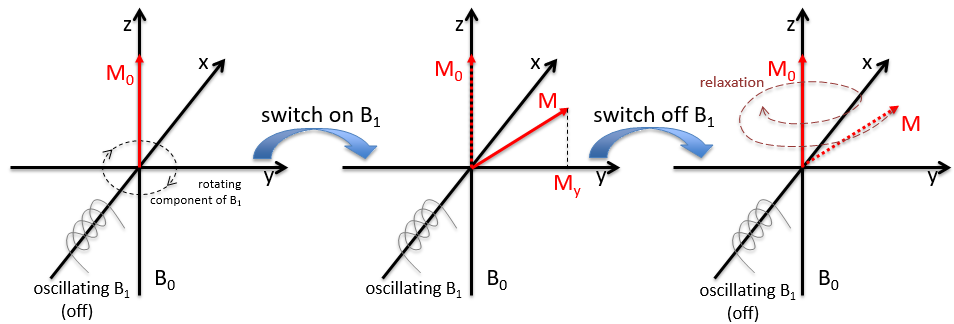 z
x
M₀
y
rotating
component of B₁
oscillating B₁
(off)
B₀
switch on B₁
z
x
M₀
M
y
My
oscillating B₁
B₀
switch off B₁
z
x
relaxation
M₀
M
y
oscillating B₁
(off)
B₀